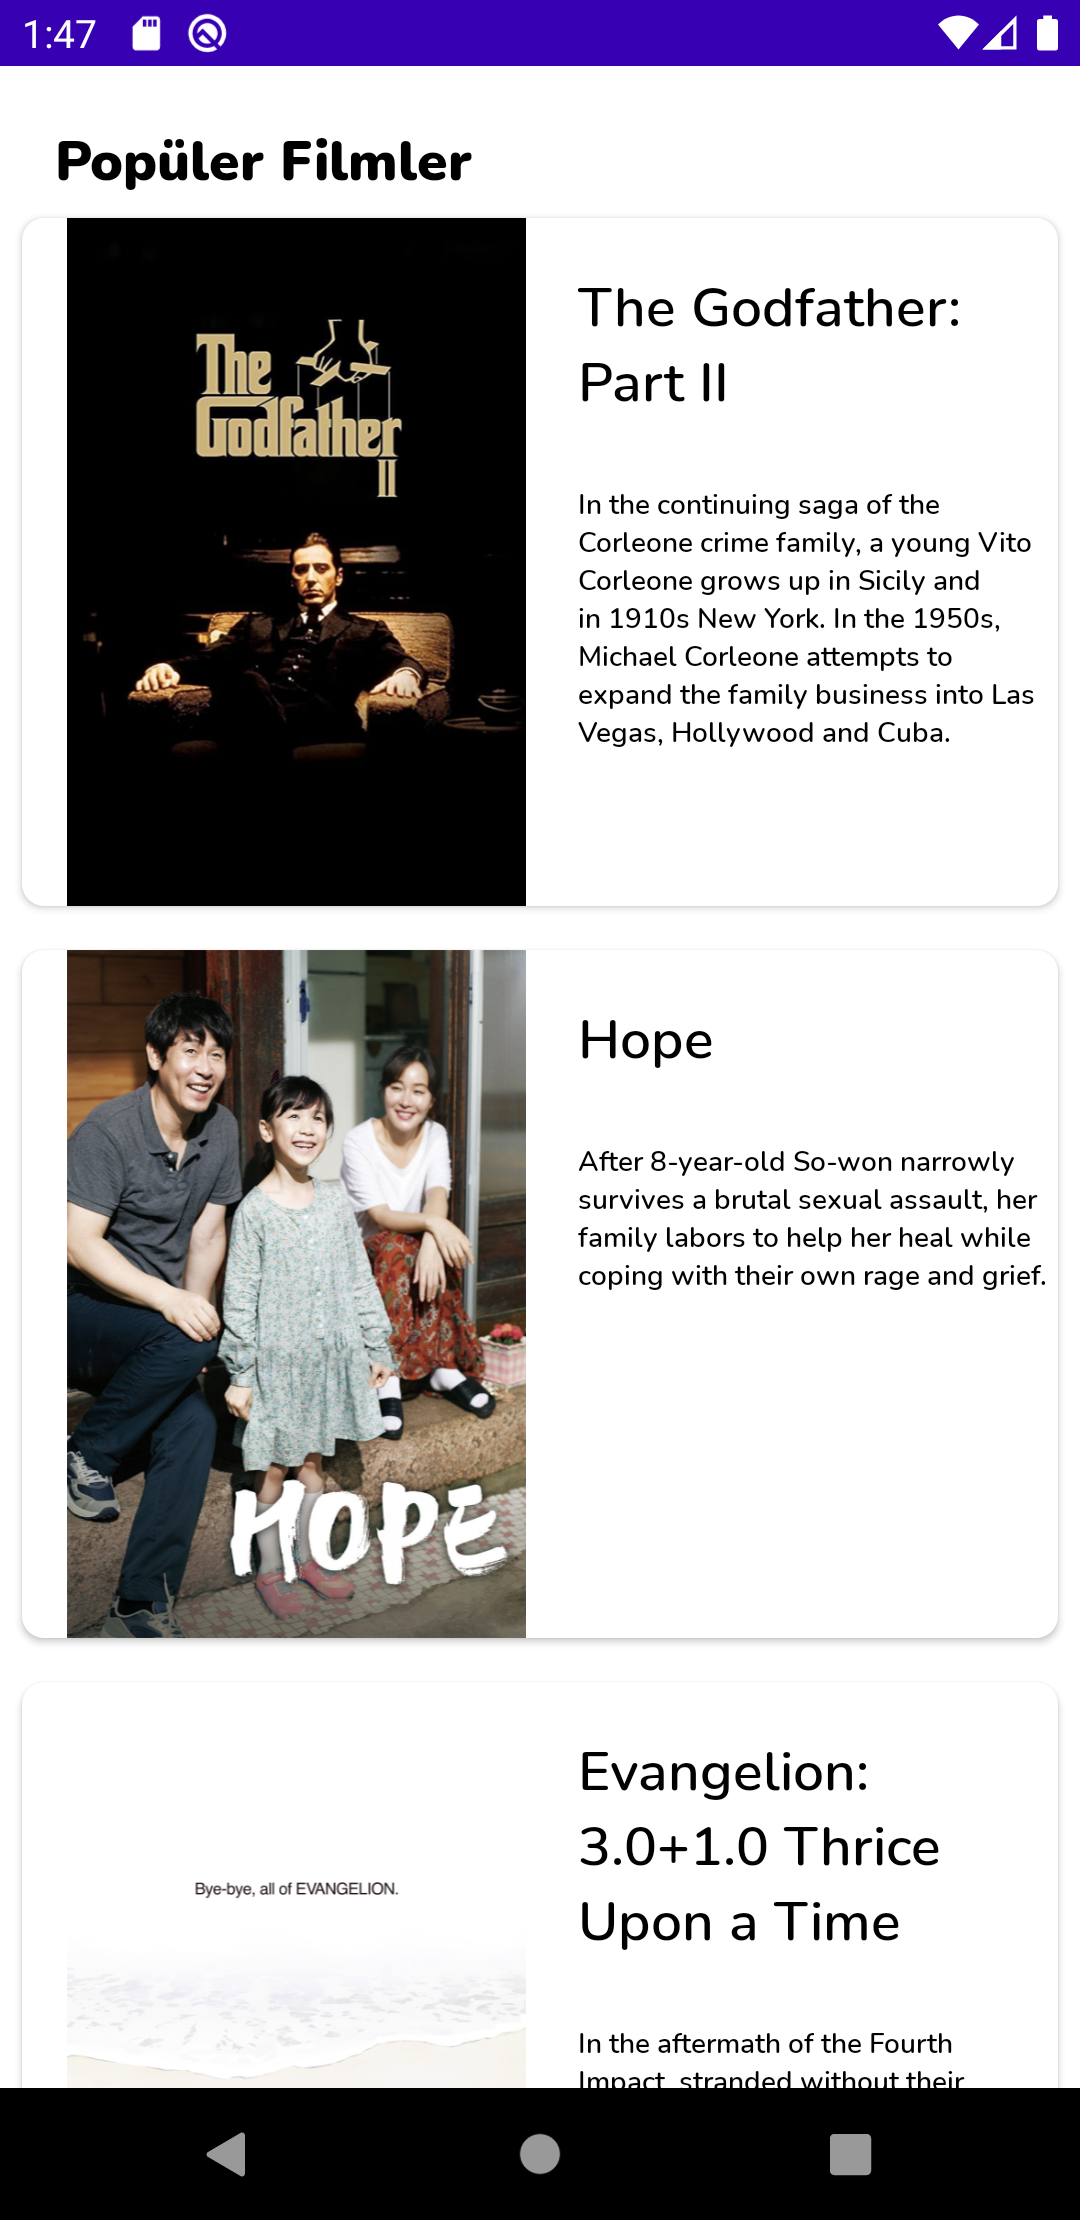 1:47
Popüler Filmler
The
Godfather
II
The Godfather:
Part II
In the continuing saga of the
Corleone crime family, a young Vito
Corleone grows up in Sicily and
in 1910s New York. In the 1950s,
Michael Corleone attempts to
expand the family business into Las
Vegas, Hollywood and Cuba.
HOPE
Hope
After 8-year-old So-won narrowly
survives a brutal sexual assault, her
family labors to help her heal while
coping with their own rage and grief.
Bye-bye, all of EVANGELION.
Evangelion:
3.0+1.0 Thrice
Upon a Time
In the aftermath of the Fourth
Impact, stranded without their